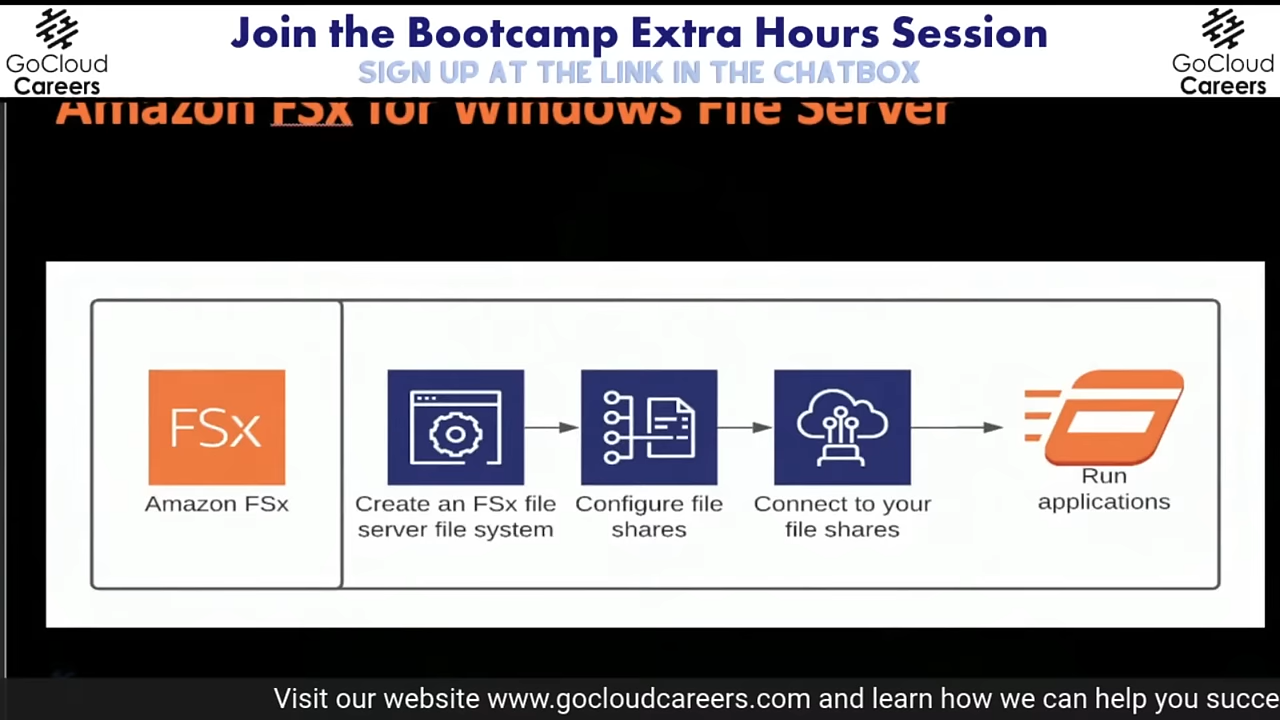 Join the Bootcamp Extra Hours Session
SIGN UP AT THE LINK IN THE CHATBOX
GoCloud
Careers
GoCloud
Careers
Amazon FSx for Windows File Server
FSx
Amazon FSx
Create an FSx file
server file system
Configure file
shares
Connect to your
file shares
Run
applications
Visit our website www.gocloudcareers.com and learn how we can help you succe